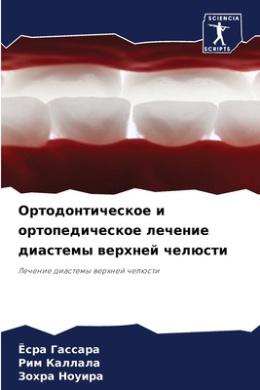 SCIENCIA
SCRIPTS
Ортодонтическое и
ортопедическое лечение
диастемы верхней челюсти
Лечение диастемы верхней челюсти
Ёсра Гассара
Рим Каллала
Зохра Ноуира